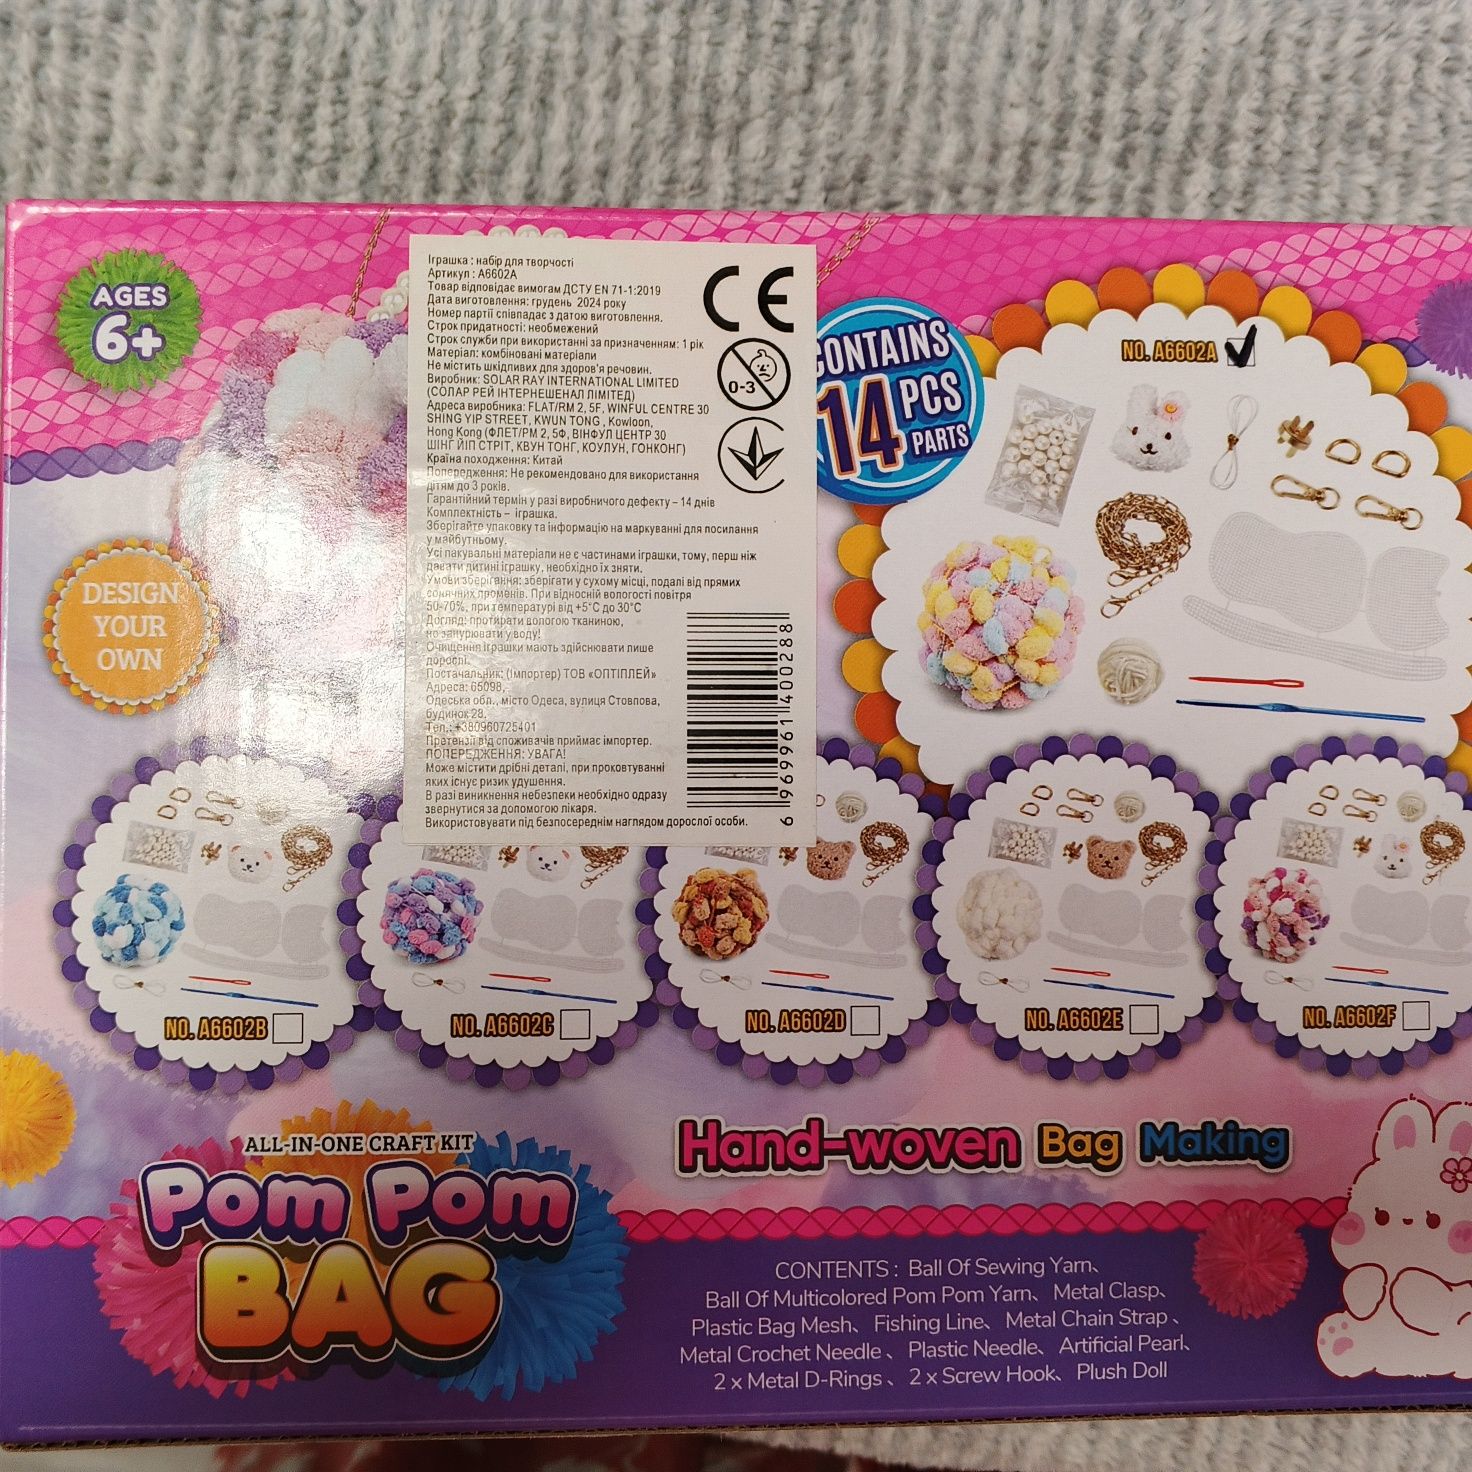 AGES
6+
DESIGN
YOUR
OWN
Іграшка : набір для творчості
Артикул : A6602A
Товар відповідає вимогам ДСТУ EN 71-1:2019
Дата виготовлення: грудень 2024 року
Номер партії співпадає з датою виготовлення.
Строк придатності: необмежений
Строк служби при використанні за призначенням: 1 рік
Матеріал: комбіновані матеріали
Не містить шкідливих для здоров'я речовин.
Виробник: SOLAR RAY INTERNATIONAL LIMITED
(СОЛАР РЕЙ ІНТЕРНЕШЕНАЛ ЛІМІТЕД)
Адреса виробника: FLAT/RM 2, 5F, WINFUL CENTRE 30
SHING YIP STREET, KWUN TONG , Kowloon,
Hong Kong (ФЛЕТ/РМ 2, 5Ф, ВІНФУЛ ЦЕНТР 30
ШІНГ ЙІП СТРІТ, КВУН ТОНГ, КОУЛУН, ГОНКОНГ)
Країна походження: Китай
Попередження: Не рекомендовано для використання
дітям до 3 років.
Гарантійний термін у разі виробничого дефекту – 14 днів
Комплектність – іграшка.
Зберігайте упаковку та інформацію на маркуванні для посилання
у майбутньому.
Усі пакувальні матеріали не є частинами іграшки, тому, перш ніж
давати дитині іграшку, необхідно їх зняти.
Умови зберігання: зберігати у сухому місці, подалі від прямих
сонячних променів. При відносній вологості повітря
50-70%, при температурі від +5°C до 30°C
Догляд: протирати вологою тканиною,
но занурювати у воду!
Очищення іграшки мають здійснювати лише
дорослі.
Постачальник: (Імпортер) ТОВ «ОПТІПЛЕЙ»
Адреса: 65098,
Одеська обл., місто Одеса, вулиця Стовпова,
будинок 28.
Тел.: +380960725401
Претензії від споживачів приймає імпортер.
ПОПЕРЕДЖЕННЯ: УВАГА!
Може містити дрібні деталі, при проковтуванні
яких існує ризик удушення.
В разі виникнення небезпеки необхідно одразу
звернутися за допомогою лікаря.
Використовувати під безпосереднім наглядом дорослої особи.
CE
0-3
6 969961 400288
CONTAINS
14 PCS
PARTS
NO. A6602A
NO. A6602B
NO. A6602C
NO. A6602D
NO. A6602E
NO. A6602F
ALL-IN-ONE CRAFT KIT
Pom Pom
BAG
Hand-woven Bag Making
CONTENTS : Ball Of Sewing Yarn、
Ball Of Multicolored Pom Pom Yarn、 Metal Clasp、
Plastic Bag Mesh、 Fishing Line、 Metal Chain Strap 、
Metal Crochet Needle 、 Plastic Needle、 Artificial Pearl、
2 x Metal D-Rings 、 2 x Screw Hook、 Plush Doll